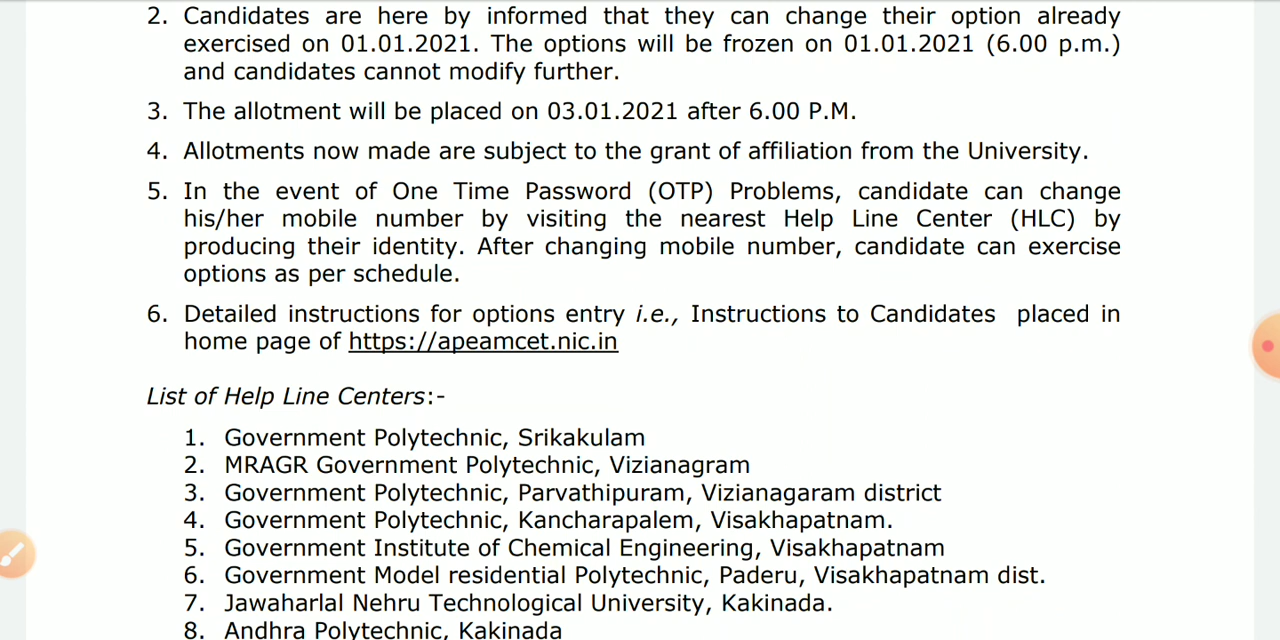 2. Candidates are here by informed that they can change their option already
exercised on 01.01.2021. The options will be frozen on 01.01.2021 (6.00 p.m.)
and candidates cannot modify further.
3. The allotment will be placed on 03.01.2021 after 6.00 P.M.
4. Allotments now made are subject to the grant of affiliation from the University.
5. In the event of One Time Password (OTP) Problems, candidate can change
his/her mobile number by visiting the nearest Help Line Center (HLC) by
producing their identity. After changing mobile number, candidate can exercise
options as per schedule.
6. Detailed instructions for options entry i.e., Instructions to Candidates placed in
home page of https://apeamcet.nic.in
List of Help Line Centers:-
1. Government Polytechnic, Srikakulam
2. MRAGR Government Polytechnic, Vizianagram
3. Government Polytechnic, Parvathipuram, Vizianagaram district
4. Government Polytechnic, Kancharapalem, Visakhapatnam.
5. Government Institute of Chemical Engineering, Visakhapatnam
6. Government Model residential Polytechnic, Paderu, Visakhapatnam dist.
7. Jawaharlal Nehru Technological University, Kakinada.
8. Andhra Polytechnic, Kakinada